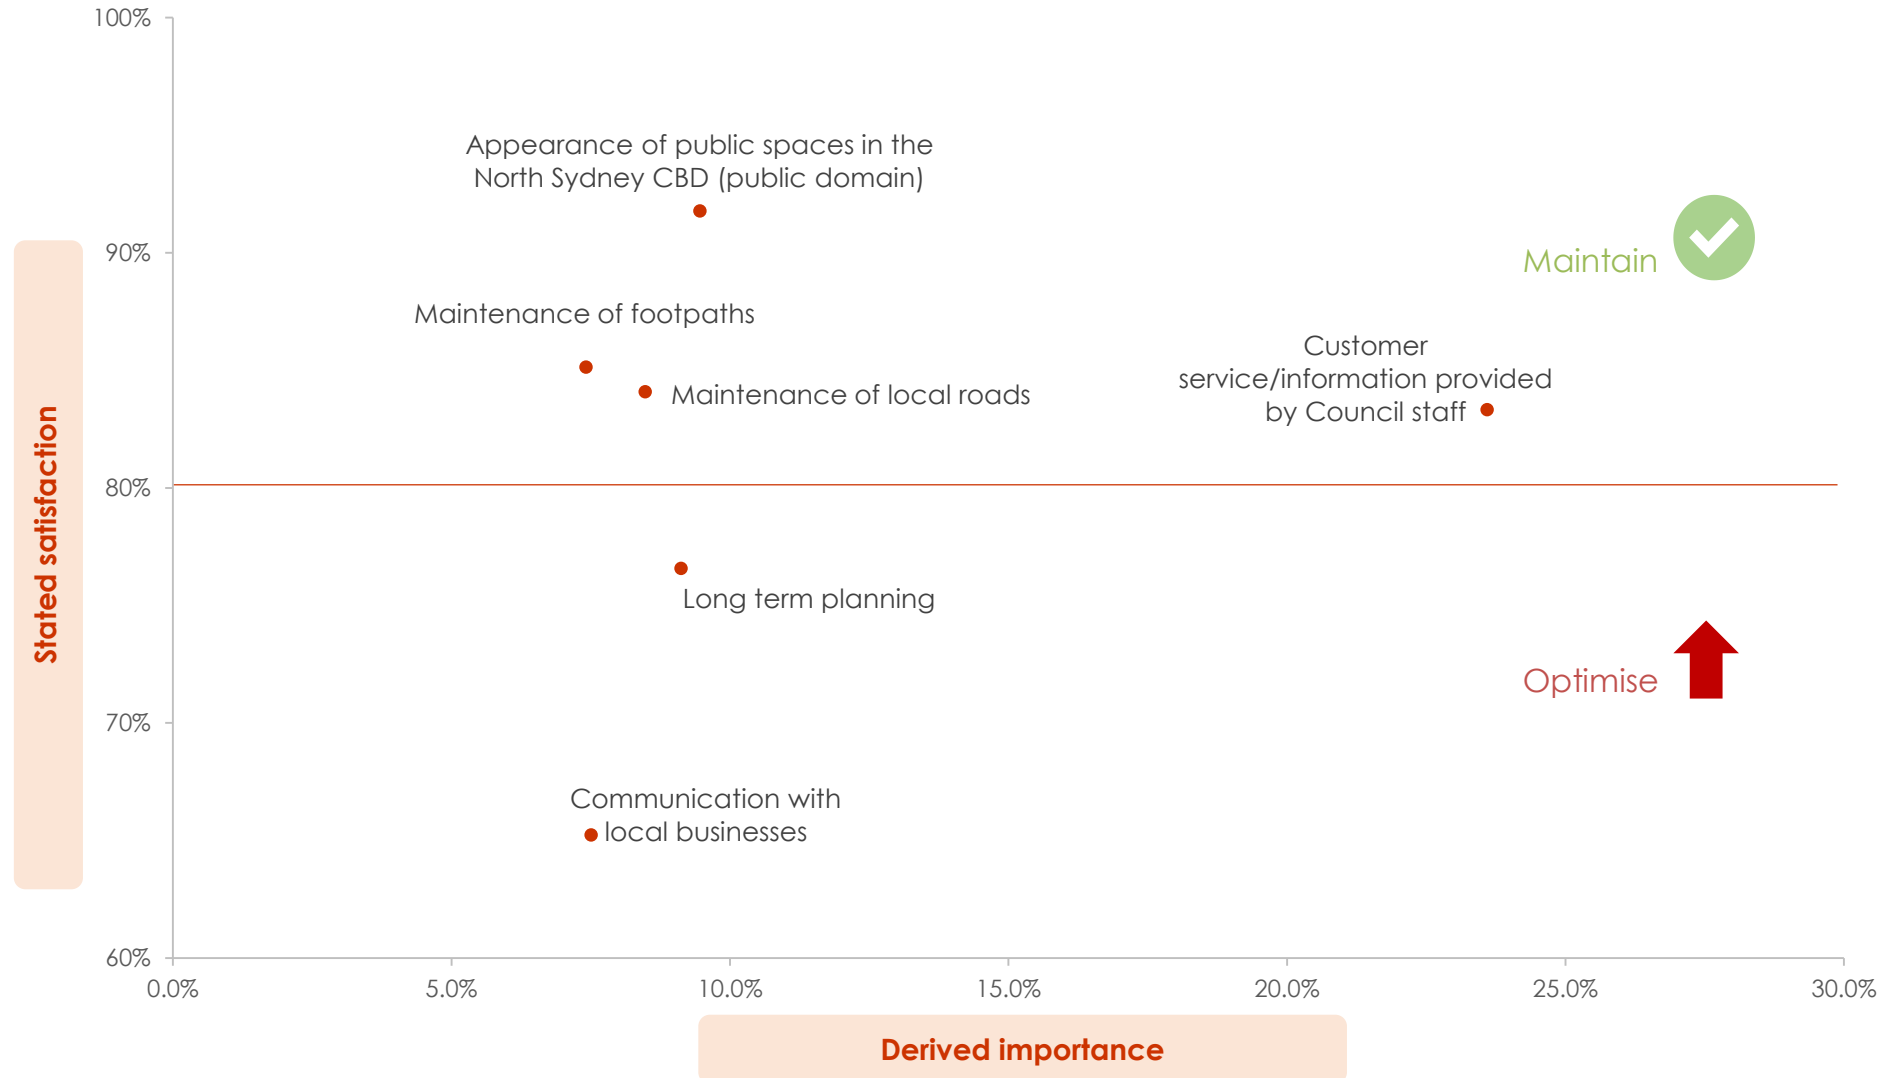 100%
Appearance of public spaces in the
North Sydney CBD (public domain)
90%
Maintain
Maintenance of footpaths
Customer
service/information provided
by Council staff
Maintenance of local roads
80%
Stated satisfaction
Long term planning
Optimise
70%
Communication with
local businesses
60%
0.0%
5.0%
10.0%
15.0%
20.0%
25.0%
30.0%
Derived importance